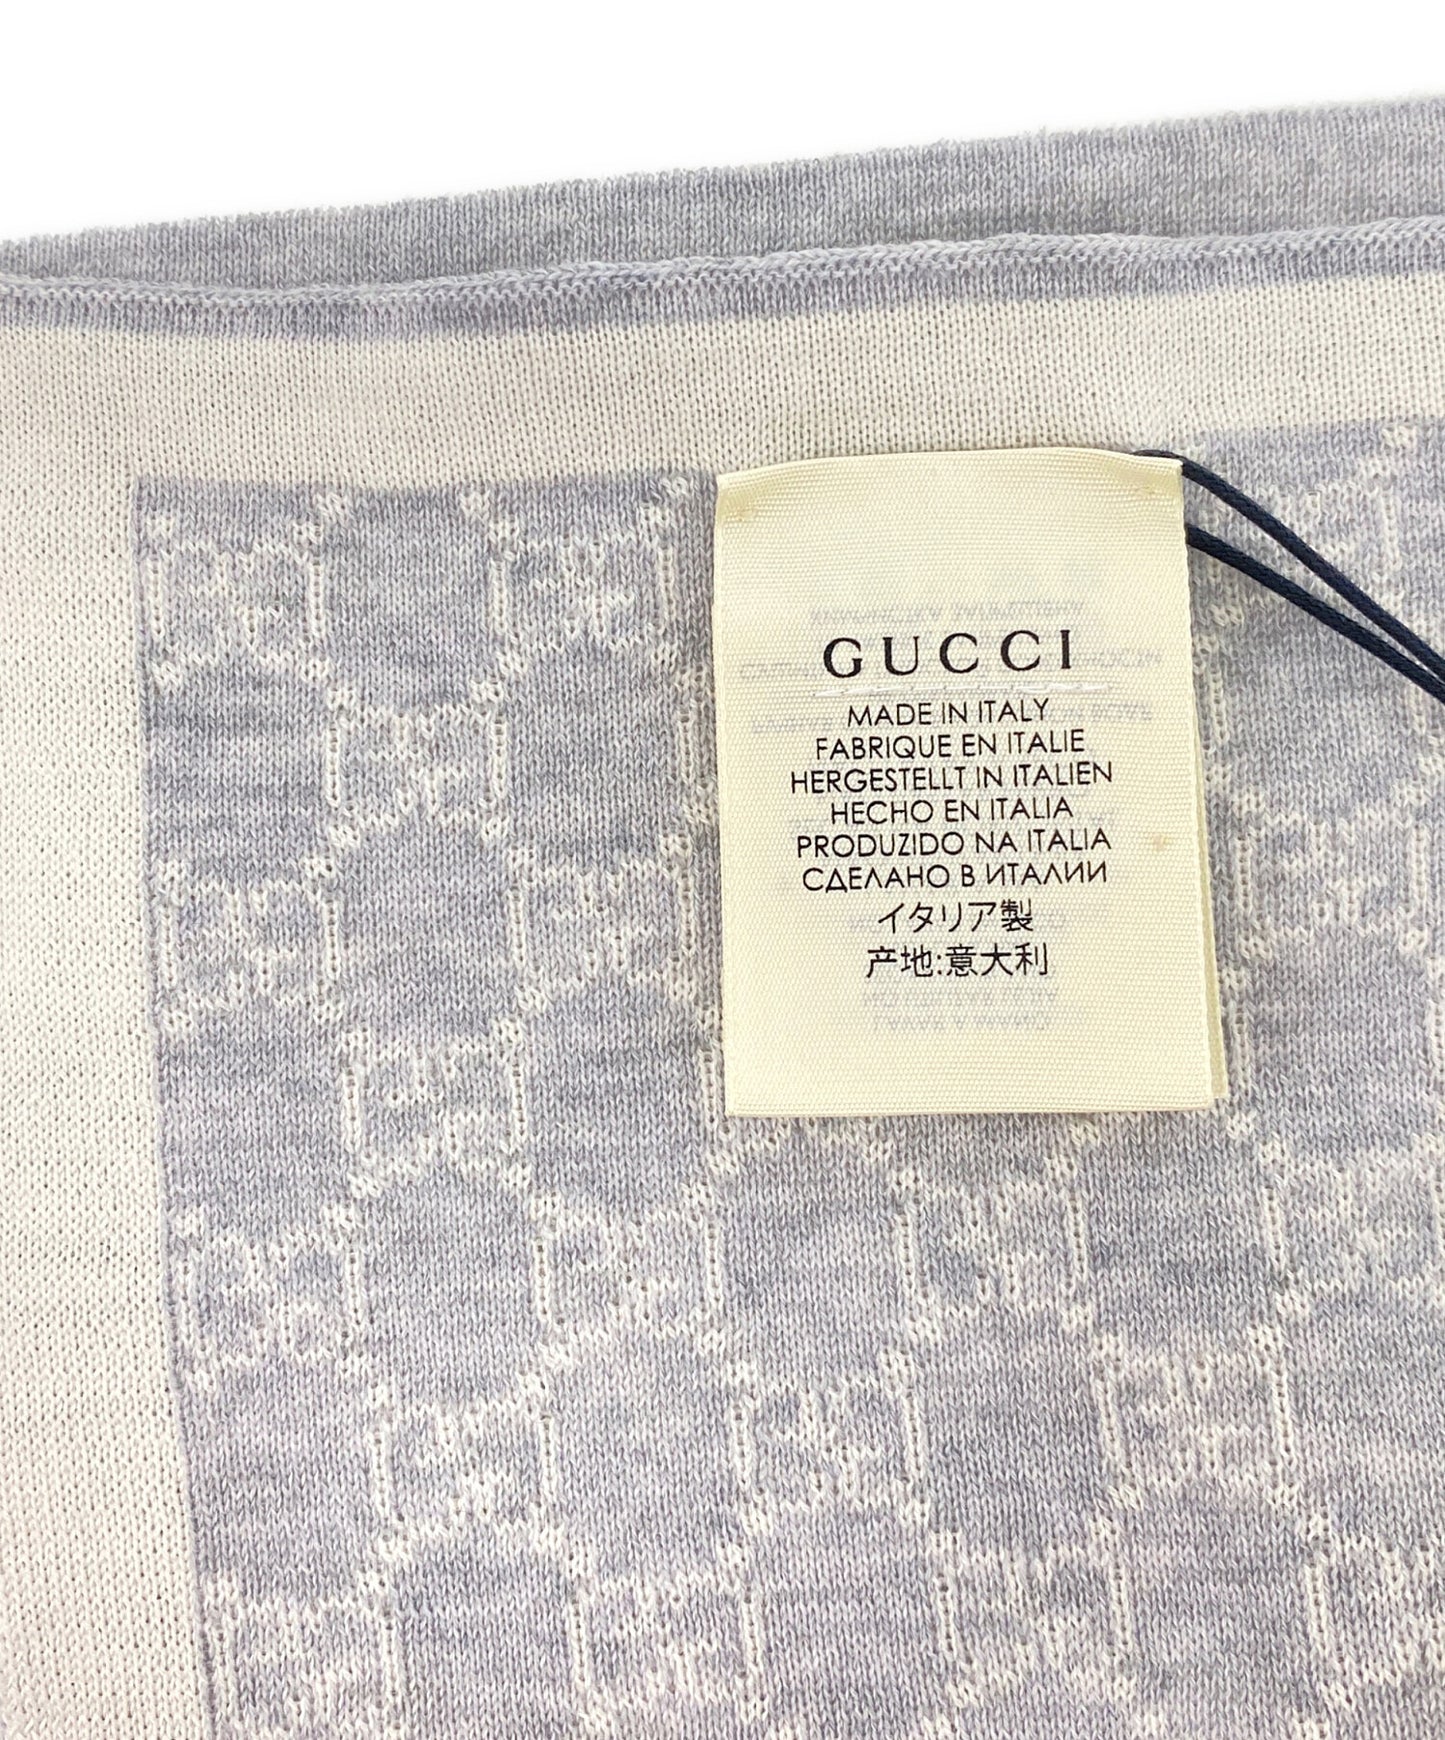 GUCCI
MADE IN ITALY
FABRIQUE EN ITALIE
HERGESTELLT IN ITALIEN
HECHO EN ITALIA
PRODUZIDO NA ITALIA
СДЕЛАНО В ИТАЛИИ
イタリア製
产地:意大利